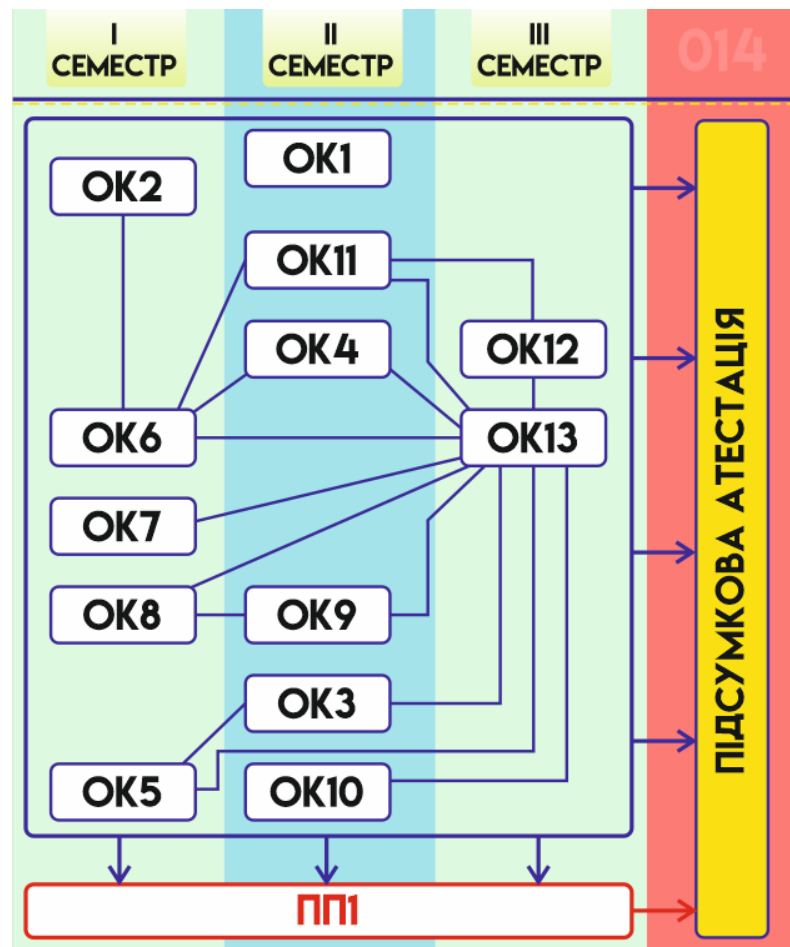 I
СЕМЕСТР
II
СЕМЕСТР
III
СЕМЕСТР
014
ОК1
ОК2
ОК11
ОК4
ОК12
ОК6
ОК13
ОК7
ОК8
ОК9
ОК3
ОК5
ОК10
ПП1
ПІДСУМКОВА АТЕСТАЦІЯ